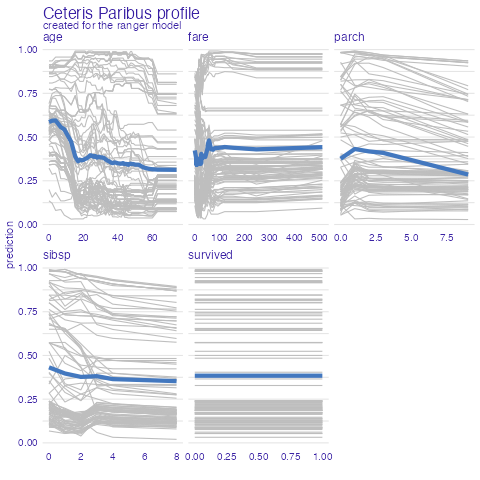 Ceteris Paribus profile
created for the ranger model
age fare parch
1.00
0.75
0.50
0.25
0.00
0 20 40 60 0 100 200 300 400 500 0.0 2.5 5.0 7.5
prediction
sibsp survived
1.00
0.75
0.50
0.25
0.00
0 2 4 6 8 0.00 0.25 0.50 0.75 1.00